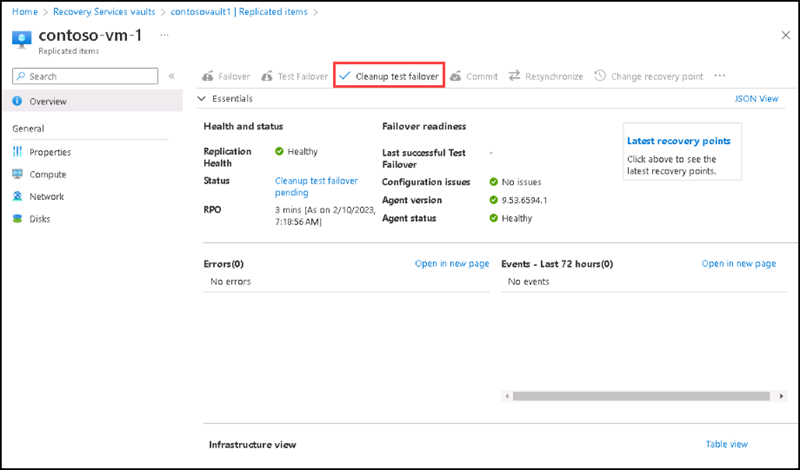 Home > Recovery Services vaults > contosovault1 | Replicated items >
contoso-vm-1 ...
Replicated items
Search «
Failover Test Failover Cleanup test failover Commit Resynchronize Change recovery point ...
Overview
Essentials JSON View
General
Properties
Compute
Network
Disks
Health and status
Replication Health Healthy
Status Cleanup test failover pending
RPO 3 mins [As on 2/10/2023, 7:18:56 AM]
Failover readiness
Last successful Test Failover -
Configuration issues No issues
Agent version 9.53.6594.1
Agent status Healthy
Latest recovery points
Click above to see the
latest recovery points.
Errors(0) Open in new page
No errors
Events - Last 72 hours(0) Open in new page
No events
Infrastructure view Table view